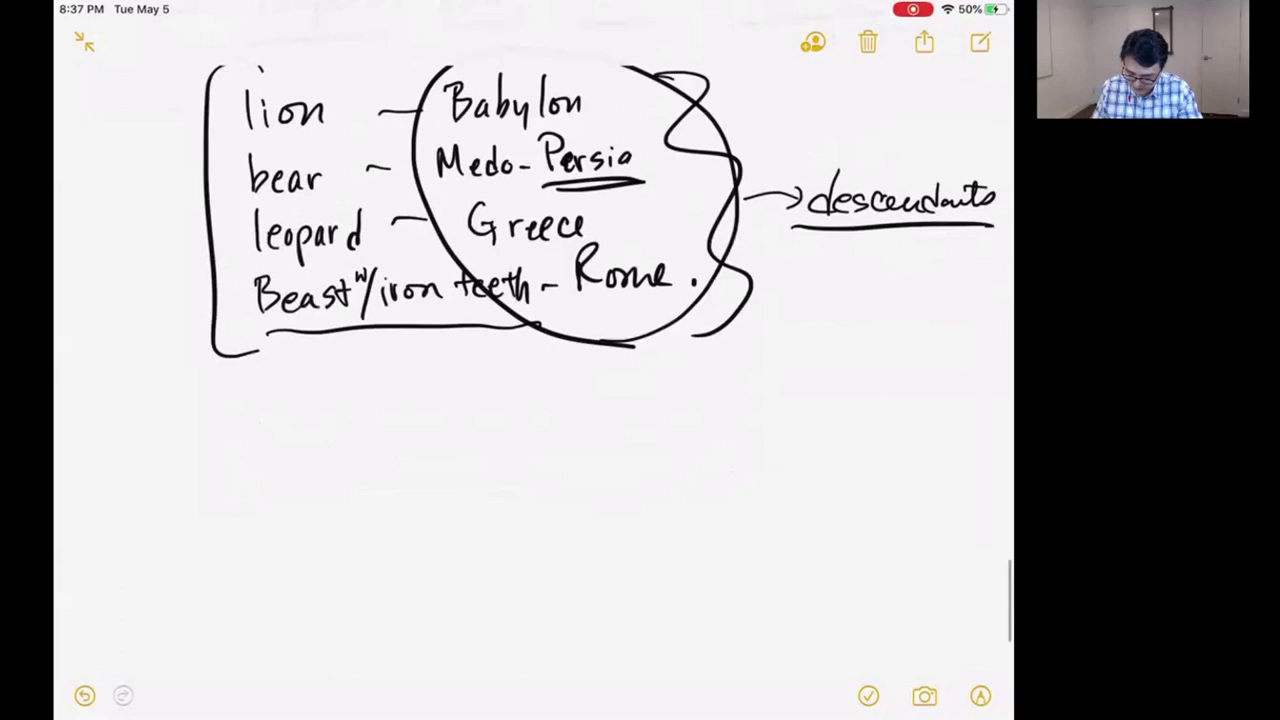 8:37 PM Tue May 5
50%
lion – Babylon
bear ~ Medo-Persia
leopard ~ Greece
Beast w/iron teeth – Rome.
→ descendants